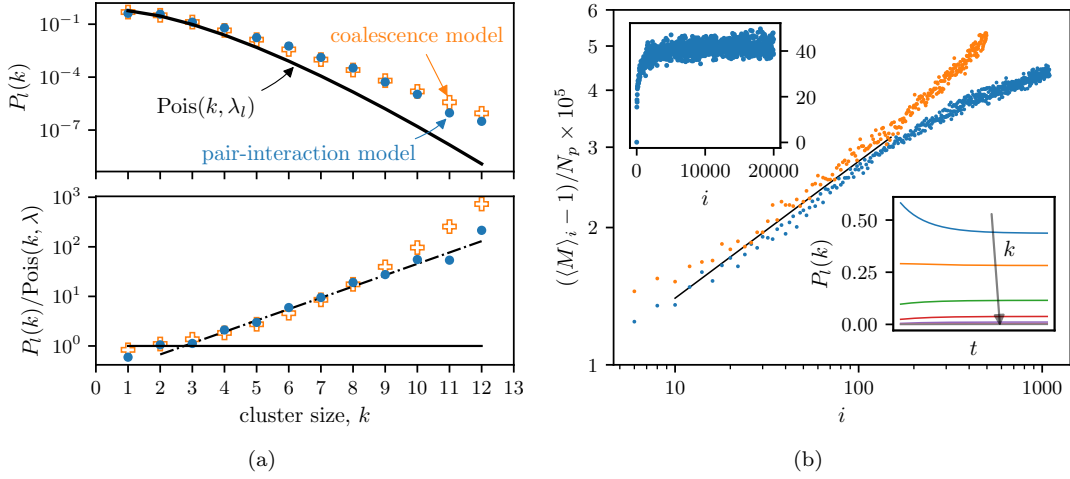 P_l(k)
10^{-1}
10^{-4}
10^{-7}
coalescence model
Pois(k, λ_l)
pair-interaction model
P_l(k)/Pois(k, λ)
10^3
10^2
10^1
10^0
0 1 2 3 4 5 6 7 8 9 10 11 12 13
cluster size, k
(a)
(⟨M⟩_i − 1)/N_p × 10^5
6
5
4
3
2
1
40
20
0
0 10000 20000
i
P_l(k)
0.50
0.25
0.00
k
t
10 100 1000
i
(b)